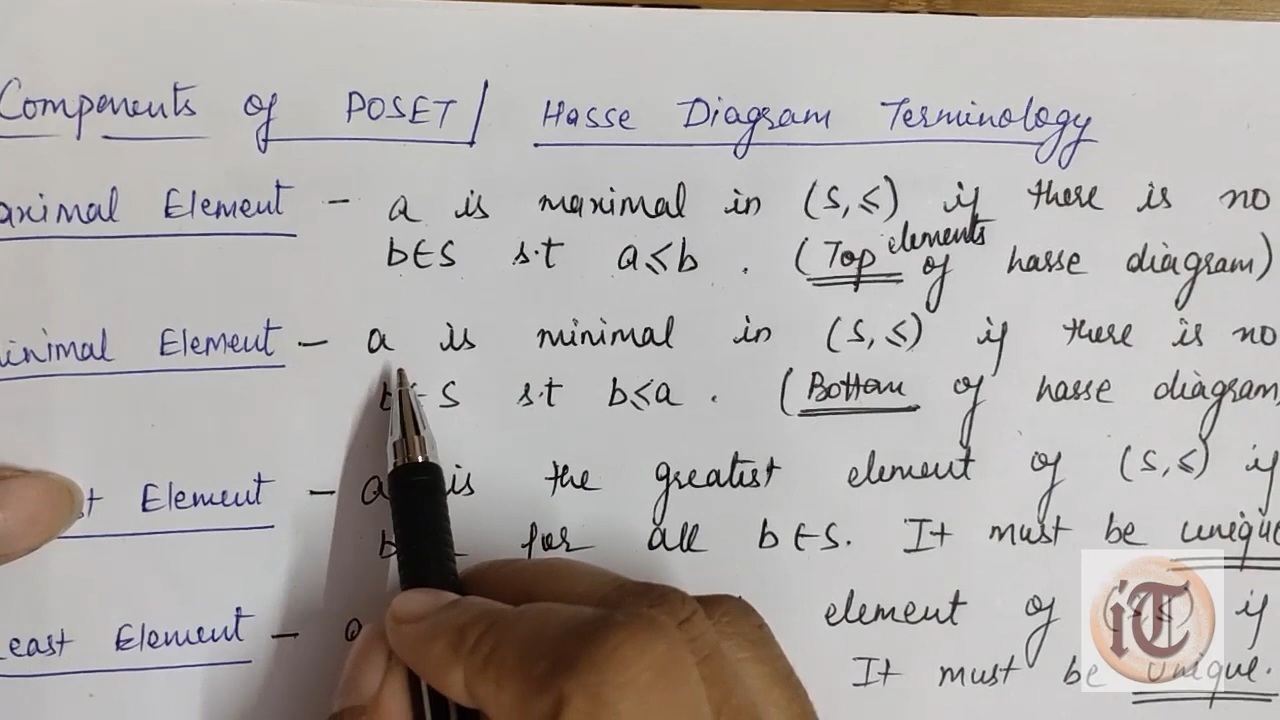 Components of POSET / Hasse Diagram Terminology
aximal Element - a is maximal in (S, ≤) if there is no
b∈S s.t a≤b . (Top elements of hasse diagram)
inimal Element - a is minimal in (S, ≤) if there is no
b∈S s.t b≤a . (Bottom of hasse diagram
st Element - a is the greatest element of (S, ≤) if
b for all b∈S. It must be unique
east Element - a element of if
It must be unique.
iT